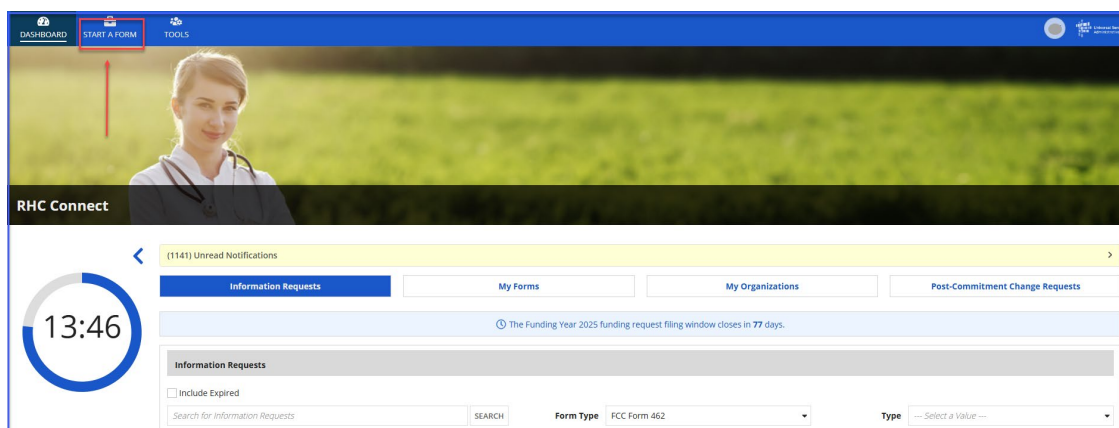 DASHBOARD
START A FORM
TOOLS
RHC Connect
(1141) Unread Notifications
13:46
Information Requests
My Forms
My Organizations
Post-Commitment Change Requests
The Funding Year 2025 funding request filing window closes in 77 days.
Information Requests
Include Expired
Search for Information Requests
SEARCH
Form Type
FCC Form 462
Type
--- Select a Value ---